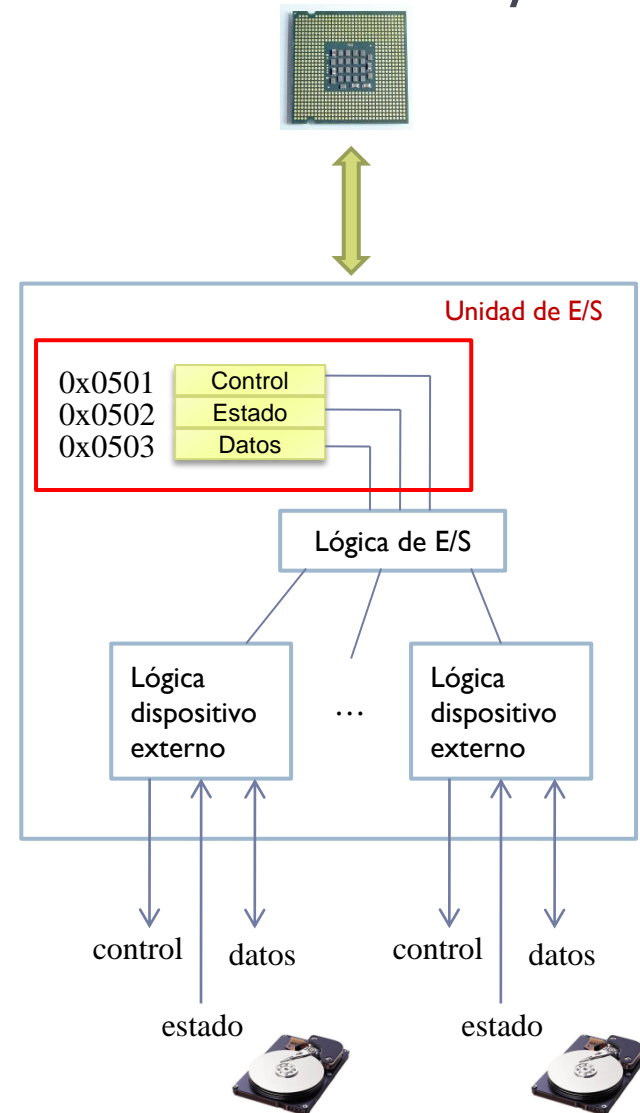 Unidad de E/S
0x0501 Control
0x0502 Estado
0x0503 Datos
Lógica de E/S
Lógica
dispositivo
externo
…
Lógica
dispositivo
externo
control datos control datos
estado estado